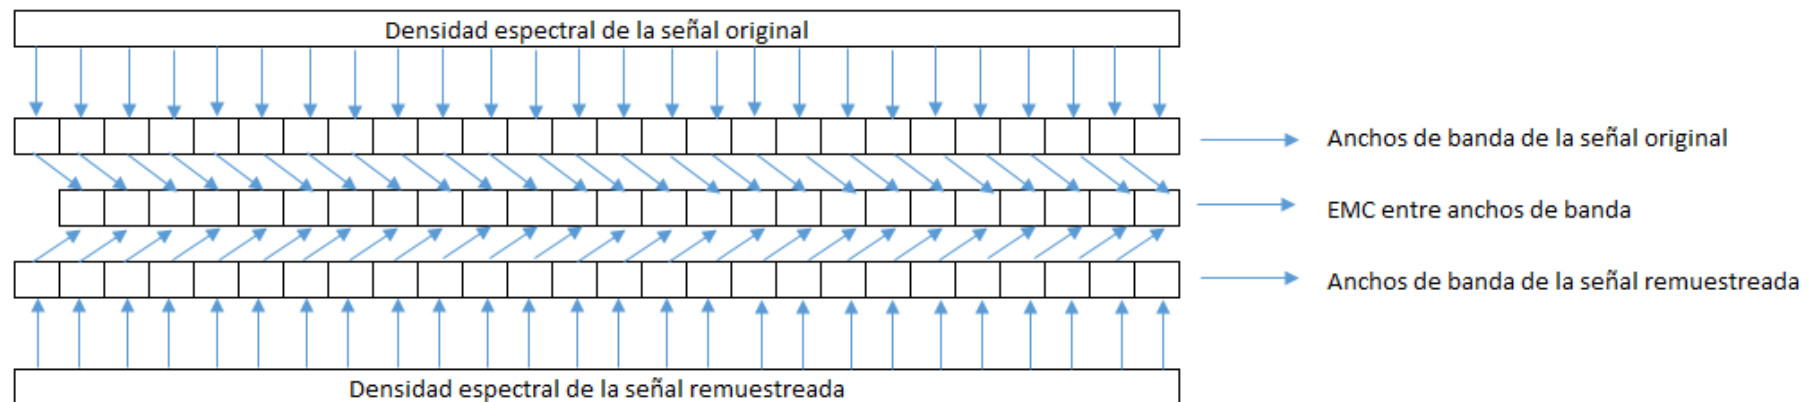 Densidad espectral de la señal original
Anchos de banda de la señal original
EMC entre anchos de banda
Anchos de banda de la señal remuestreada
Densidad espectral de la señal remuestreada